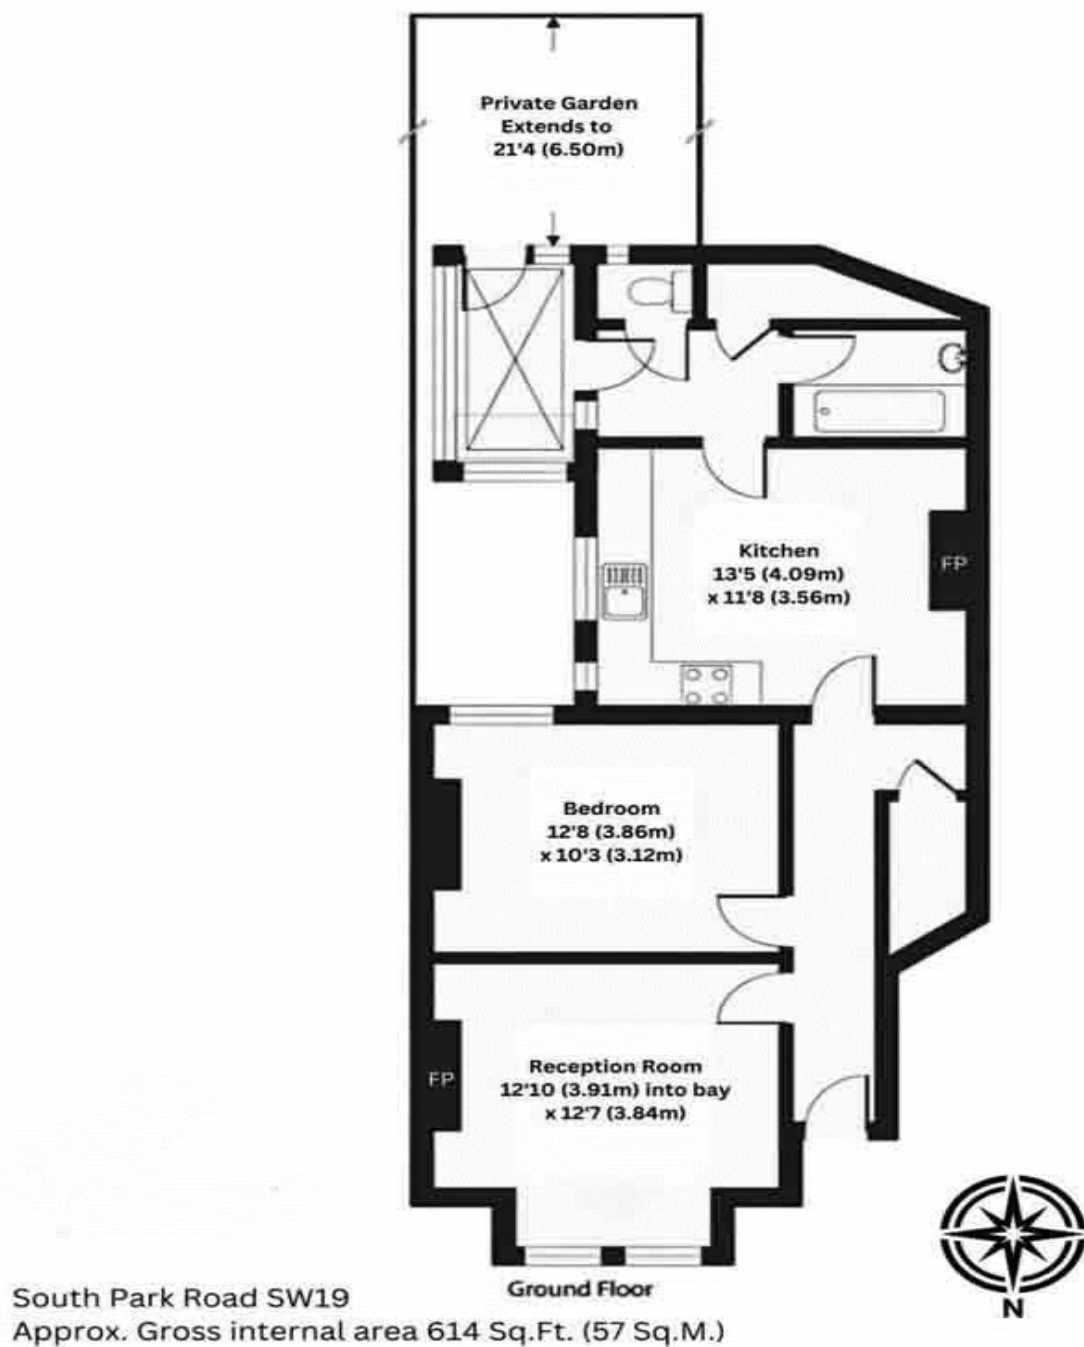 Private Garden
Extends to
21'4 (6.50m)
Kitchen
13'5 (4.09m)
x 11'8 (3.56m)
FP
Bedroom
12'8 (3.86m)
x 10'3 (3.12m)
Reception Room
12'10 (3.91m) into bay
x 12'7 (3.84m)
FP
Ground Floor
N
South Park Road SW19
Approx. Gross internal area 614 Sq.Ft. (57 Sq.M.)